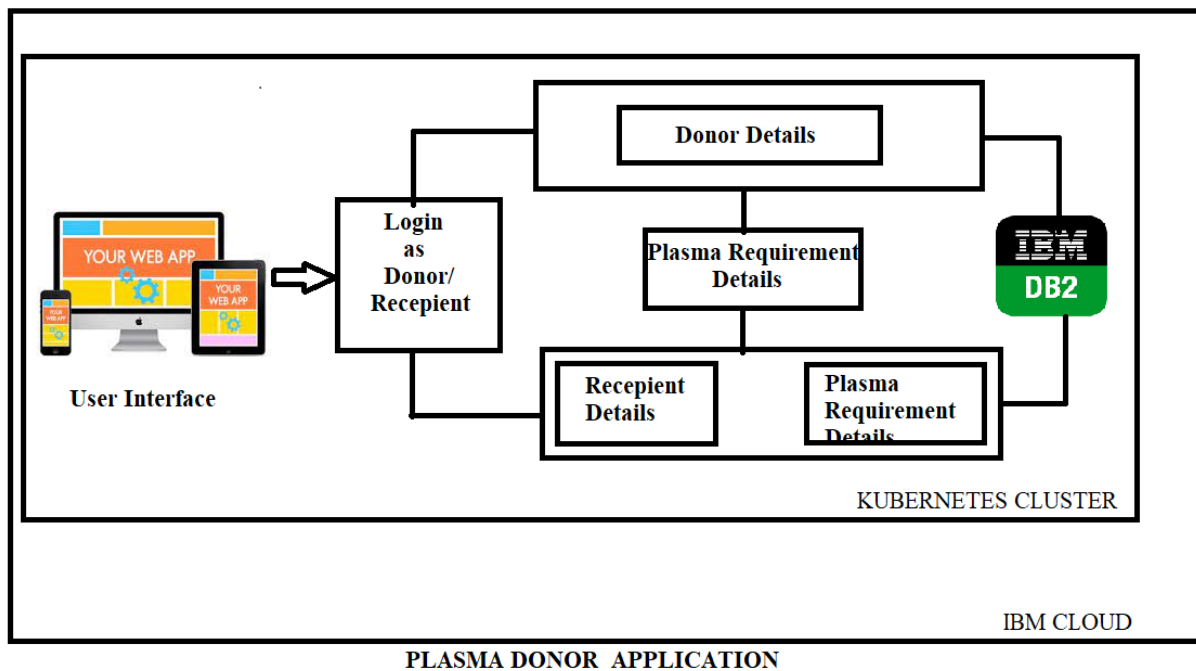 Donor Details
Login
as
Donor/
Recepient
Plasma Requirement
Details
IBM
DB2
YOUR WEB APP
YOUR
WEB APP
YOUR
WEB APP
User Interface
Recepient
Details
Plasma
Requirement
Details
KUBERNETES CLUSTER
IBM CLOUD
PLASMA DONOR APPLICATION